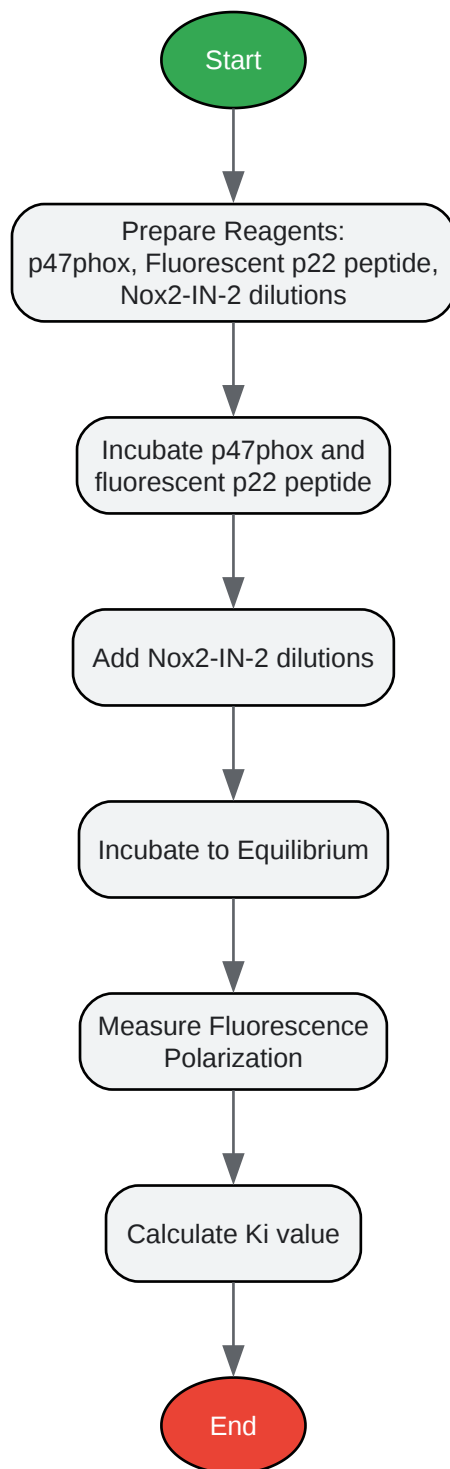 Start
Prepare Reagents:
p47phox, Fluorescent p22 peptide,
Nox2-IN-2 dilutions
Incubate p47phox and
fluorescent p22 peptide
Add Nox2-IN-2 dilutions
Incubate to Equilibrium
Measure Fluorescence
Polarization
Calculate Ki value
End